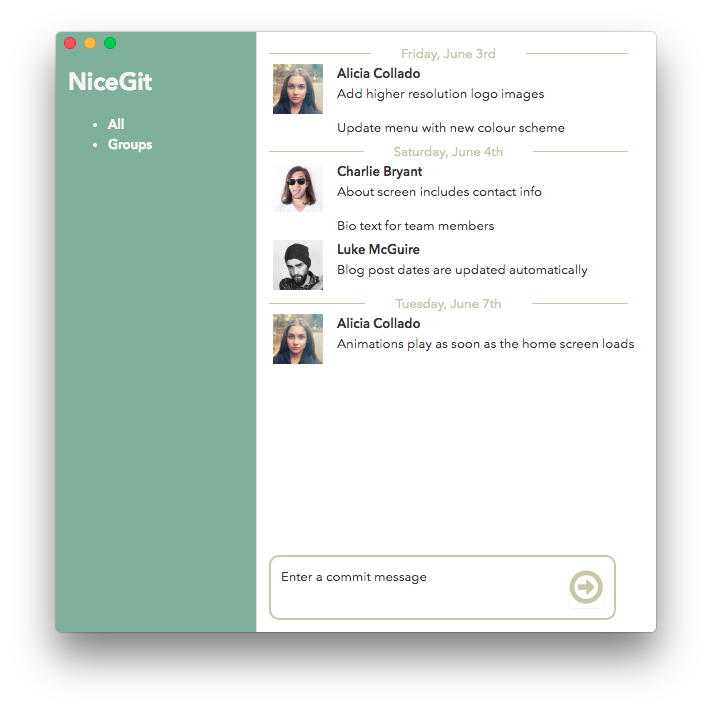 NiceGit
All
Groups
Friday, June 3rd
Alicia Collado
Add higher resolution logo images
Update menu with new colour scheme
Saturday, June 4th
Charlie Bryant
About screen includes contact info
Bio text for team members
Luke McGuire
Blog post dates are updated automatically
Tuesday, June 7th
Alicia Collado
Animations play as soon as the home screen loads
Enter a commit message